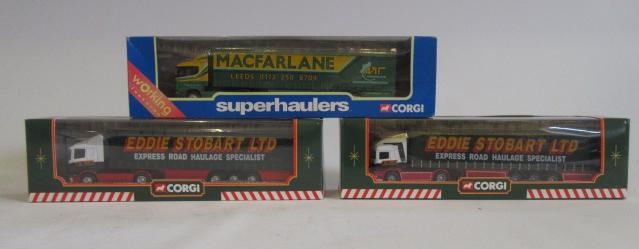 MACFARLANE
LEEDS 0113 250 8709
working
superhaulers
CORGI
EDDIE STOBART LTD
EXPRESS ROAD HAULAGE SPECIALIST
CORGI
EDDIE STOBART LTD
EXPRESS ROAD HAULAGE SPECIALIST
CORGI